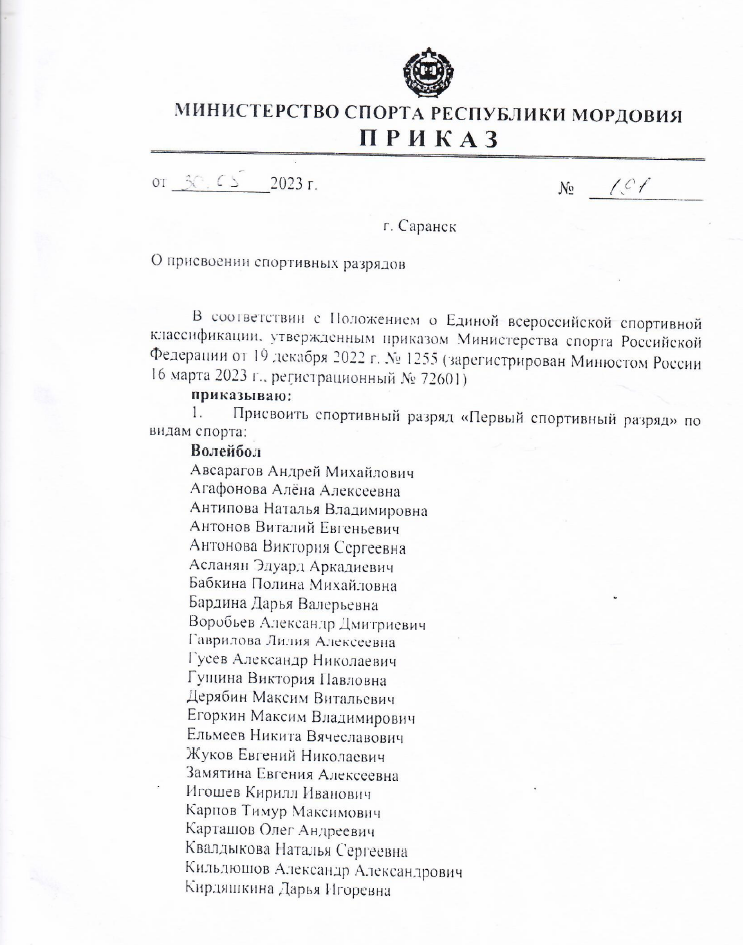 МИНИСТЕРСТВО СПОРТА РЕСПУБЛИКИ МОРДОВИЯ
ПРИКАЗ
от 30.05 2023 г.
№ 191
г. Саранск
О присвоении спортивных разрядов
В соответствии с Положением о Единой всероссийской спортивной
классификации, утвержденным приказом Министерства спорта Российской
Федерации от 19 декабря 2022 г. № 1255 (зарегистрирован Минюстом России
16 марта 2023 г., регистрационный № 72601)
приказываю:
1. Присвоить спортивный разряд «Первый спортивный разряд» по
видам спорта:
Волейбол
Авсарагов Андрей Михайлович
Агафонова Алёна Алексеевна
Антипова Наталья Владимировна
Антонов Виталий Евгеньевич
Антонова Виктория Сергеевна
Асланян Эдуард Аркадиевич
Бабкина Полина Михайловна
Бардина Дарья Валерьевна
Воробьев Александр Дмитриевич
Гаврилова Лилия Алексеевна
Гусев Александр Николаевич
Гущина Виктория Павловна
Дерябин Максим Витальевич
Егоркин Максим Владимирович
Ельмеев Никита Вячеславович
Жуков Евгений Николаевич
Замятина Евгения Алексеевна
Игошев Кирилл Иванович
Карпов Тимур Максимович
Карташов Олег Андреевич
Квалдыкова Наталья Сергеевна
Кильдюшов Александр Александрович
Кирдяшкина Дарья Игоревна